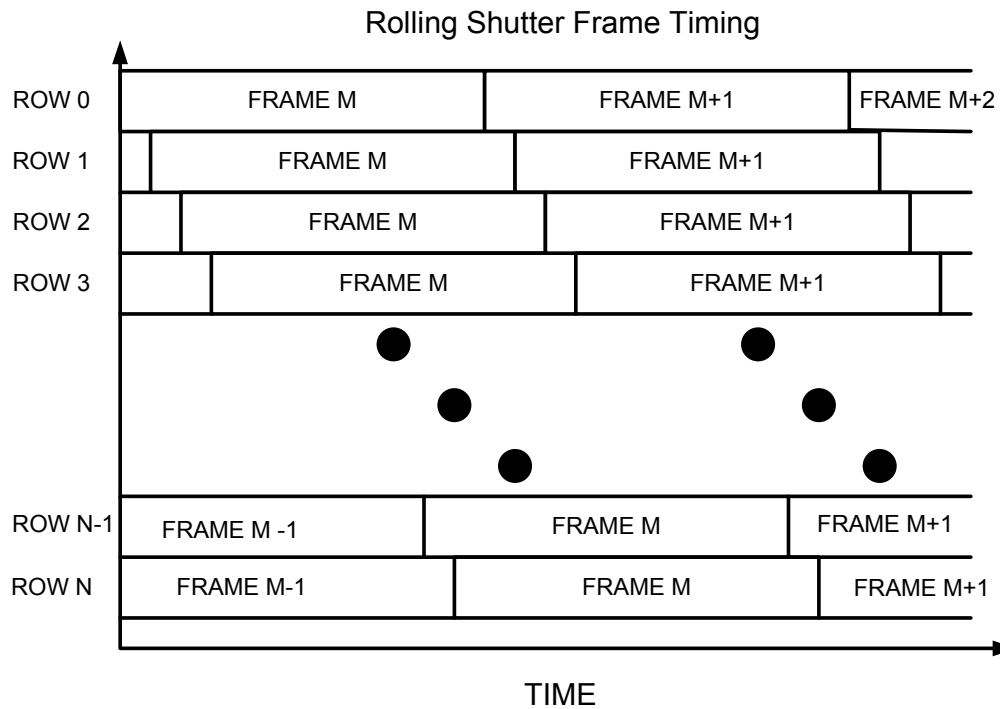 Rolling Shutter Frame Timing
ROW 0 FRAME M FRAME M+1 FRAME M+2
ROW 1 FRAME M FRAME M+1
ROW 2 FRAME M FRAME M+1
ROW 3 FRAME M FRAME M+1
ROW N-1 FRAME M -1 FRAME M FRAME M+1
ROW N FRAME M-1 FRAME M FRAME M+1
TIME